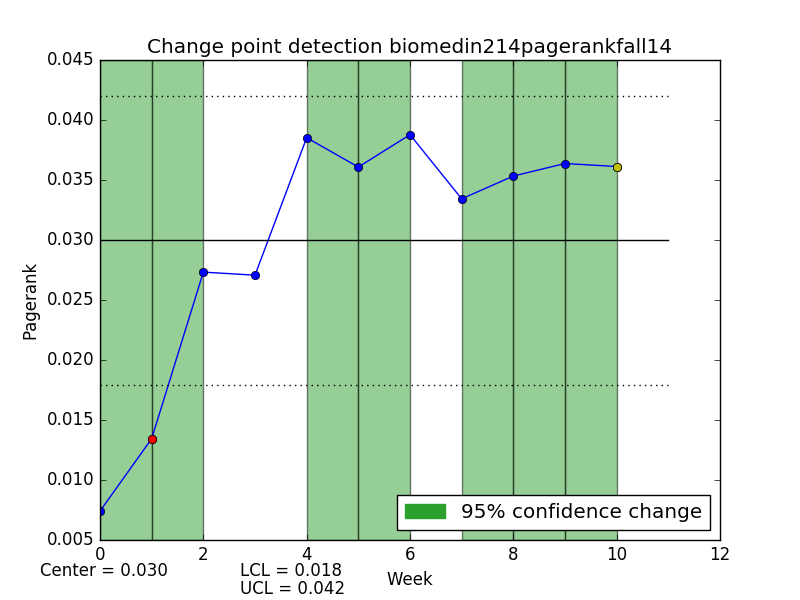 Change point detection biomedin214pagerankfall14
0.045
0.040
0.035
0.030
0.025
0.020
0.015
0.010
0.005
Pagerank
95% confidence change
0 2 4 6 8 10 12
Center = 0.030 LCL = 0.018
UCL = 0.042
Week